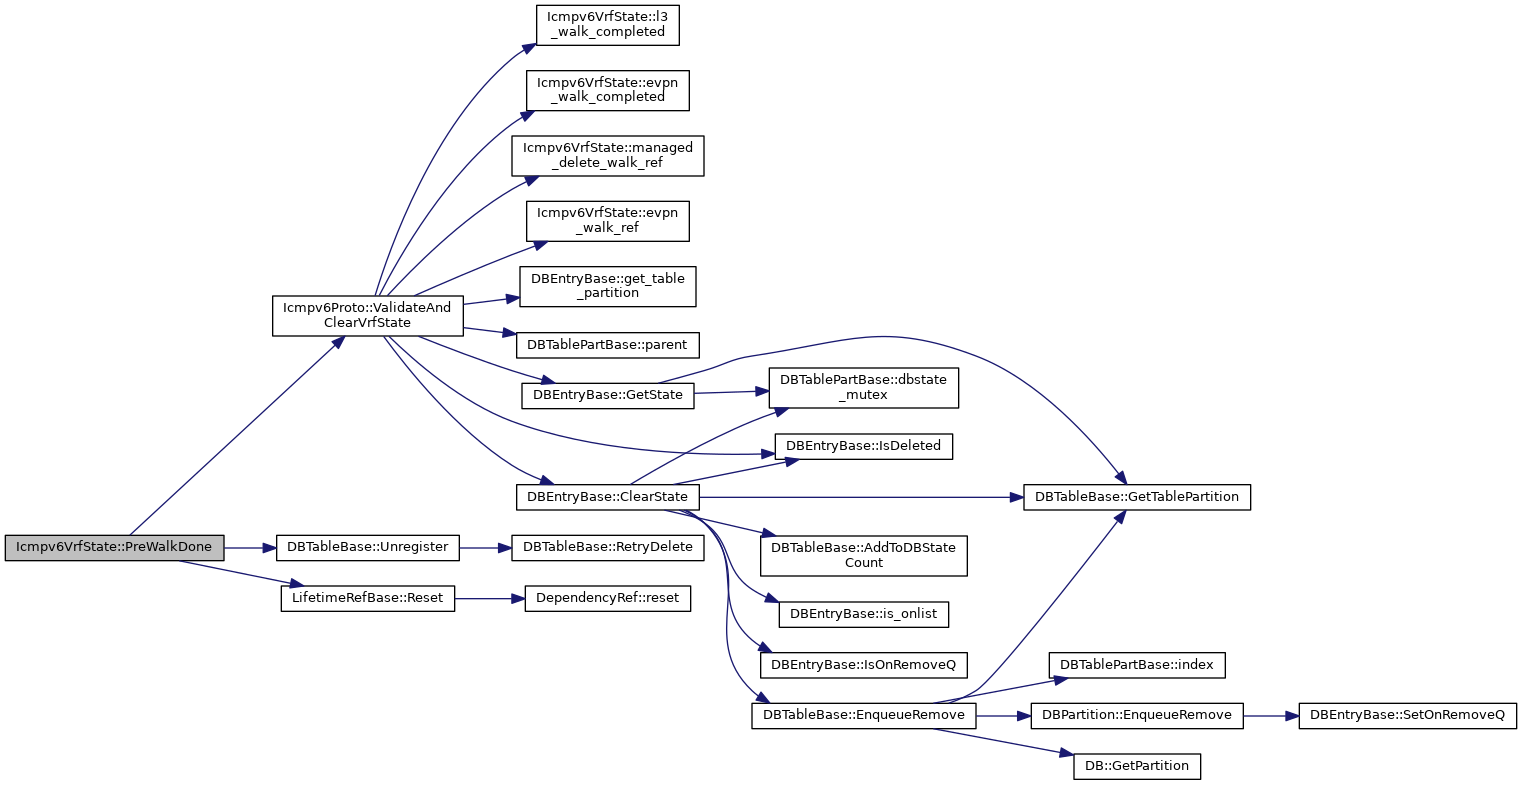 Icmpv6VrfState::l3
_walk_completed
Icmpv6VrfState::evpn
_walk_completed
Icmpv6VrfState::managed
_delete_walk_ref
Icmpv6VrfState::evpn
_walk_ref
DBEntryBase::get_table
_partition
Icmpv6Proto::ValidateAnd
ClearVrfState
DBTablePartBase::parent
DBEntryBase::GetState
DBTablePartBase::dbstate
_mutex
DBEntryBase::IsDeleted
DBEntryBase::ClearState
DBTableBase::GetTablePartition
Icmpv6VrfState::PreWalkDone
DBTableBase::Unregister
DBTableBase::RetryDelete
DBTableBase::AddToDBState
Count
LifetimeRefBase::Reset
DependencyRef::reset
DBEntryBase::is_onlist
DBEntryBase::IsOnRemoveQ
DBTablePartBase::index
DBTableBase::EnqueueRemove
DBPartition::EnqueueRemove
DBEntryBase::SetOnRemoveQ
DB::GetPartition